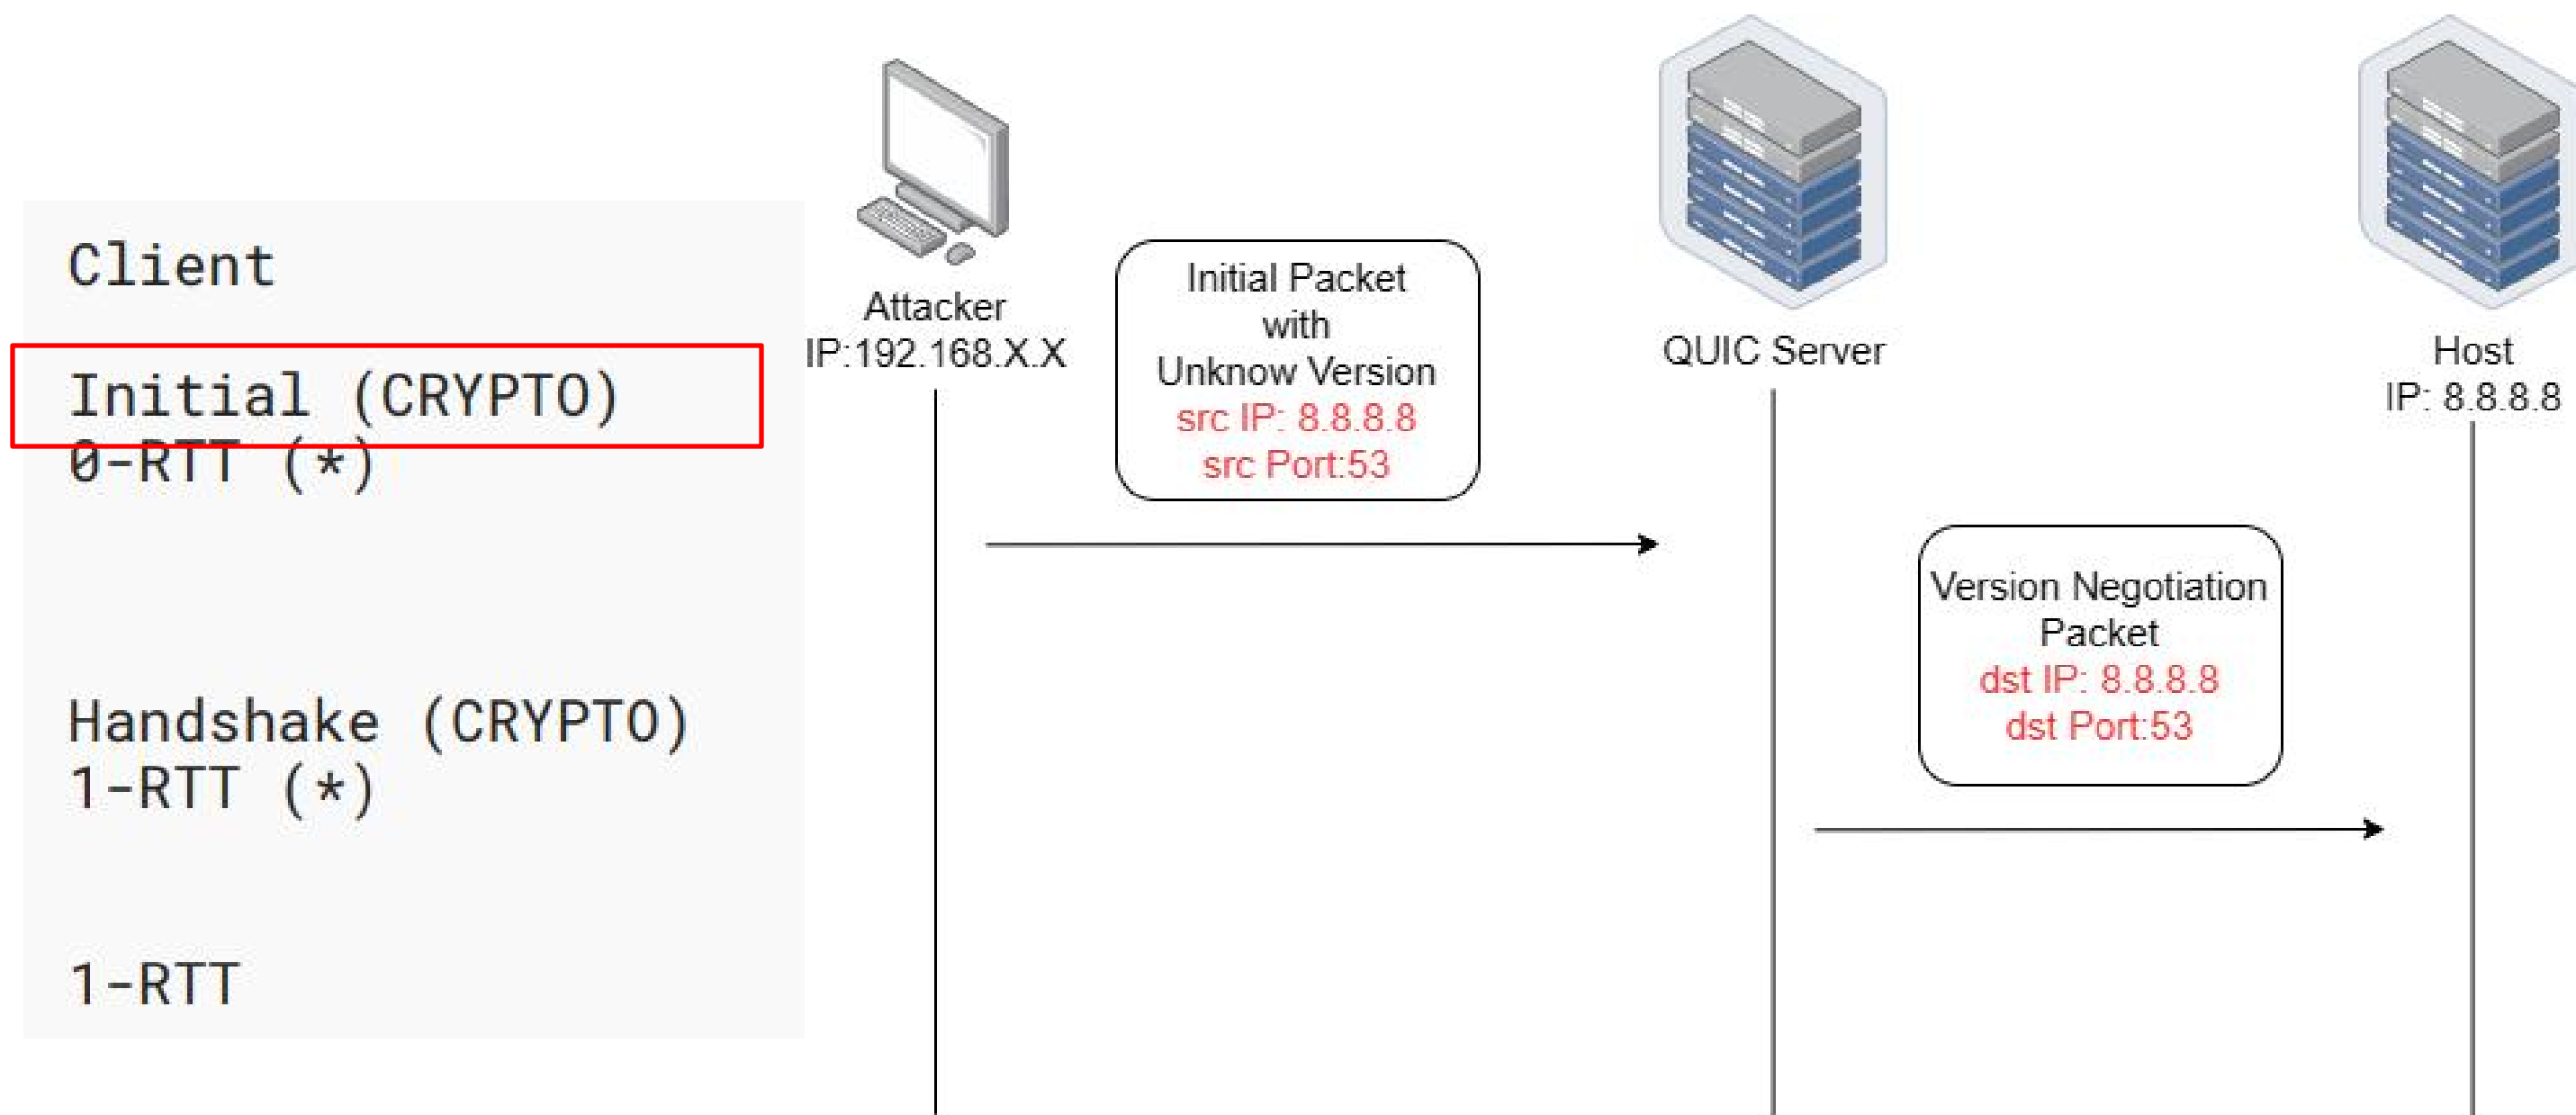 Client
Initial (CRYPTO)
0-RTT (*)
Handshake (CRYPTO)
1-RTT (*)
1-RTT
Attacker
IP:192.168.X.X
Initial Packet
with
Unknow Version
src IP: 8.8.8.8
src Port:53
QUIC Server
Version Negotiation
Packet
dst IP: 8.8.8.8
dst Port:53
Host
IP: 8.8.8.8